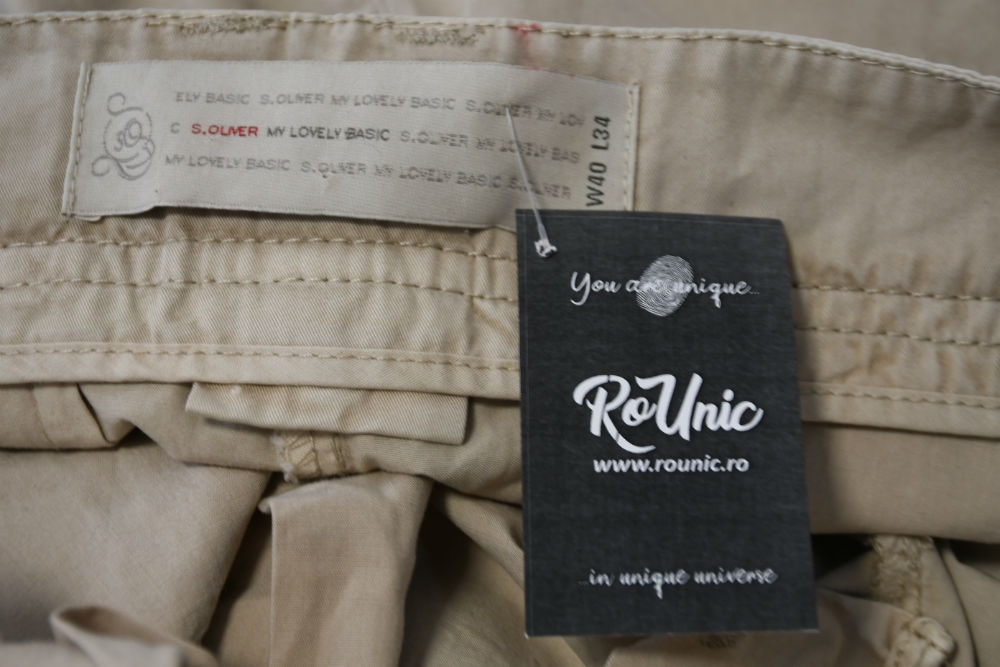 ELY BASIC S.OLIVER MY LOVELY BASIC S.OLIVER MY LOV
C S.OLIVER MY LOVELY BASIC S.OLIVER MY LOVELY BAS
MY LOVELY BASIC S.OLIVER MY LOVELY BASIC S.OLIVER
SO
W40 L34
You are unique...
RoUnic
www.rounic.ro
...in unique universe